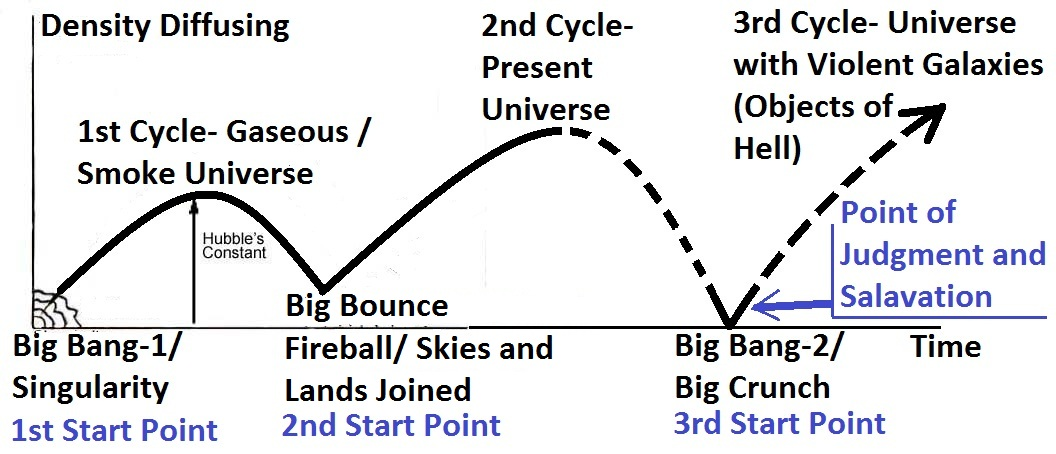 Density Diffusing
2nd Cycle-
Present
Universe
3rd Cycle- Universe
with Violent Galaxies
(Objects of
Hell)
1st Cycle- Gaseous /
Smoke Universe
Hubble's
Constant
Point of
Judgment and
Salavation
Big Bounce
Big Bang-1/
Singularity
1st Start Point
Fireball/ Skies and
Lands Joined
2nd Start Point
Big Bang-2/
Big Crunch
3rd Start Point
Time